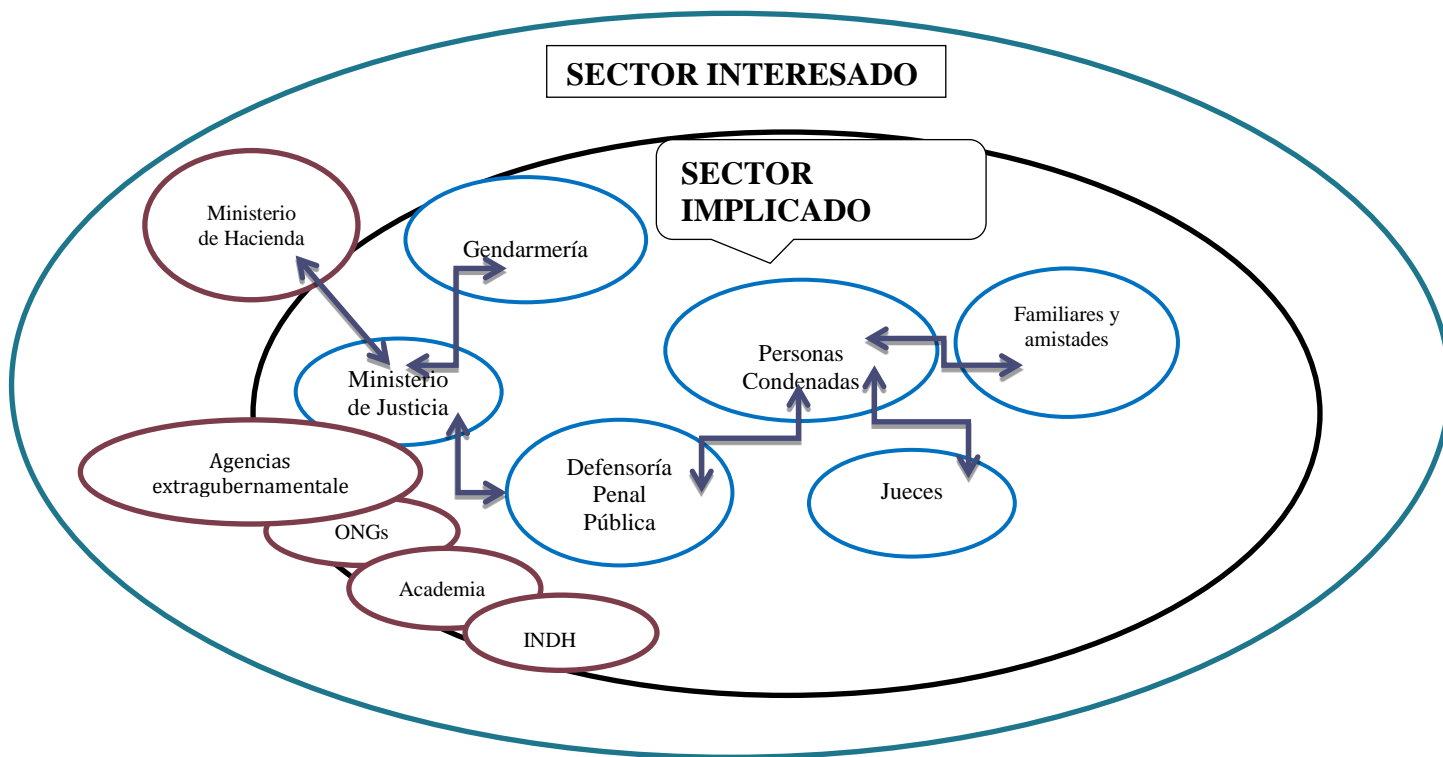 SECTOR INTERESADO
SECTOR
IMPLICADO
Ministerio
de Hacienda
Gendarmería
Familiares y
amistades
Personas
Condenadas
Ministerio
de Justicia
Agencias
extragubernamentale
Defensoría
Penal
Pública
Jueces
ONGs
Academia
INDH